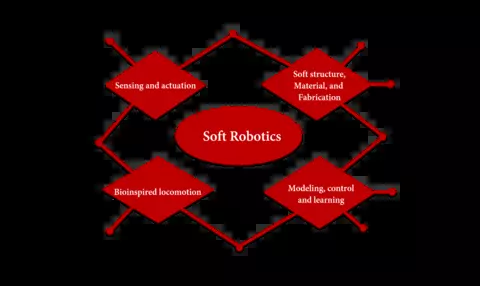 Sensing and actuation
Soft structure,
Material, and
Fabrication
Soft Robotics
Bioinspired locomotion
Modeling, control
and learning